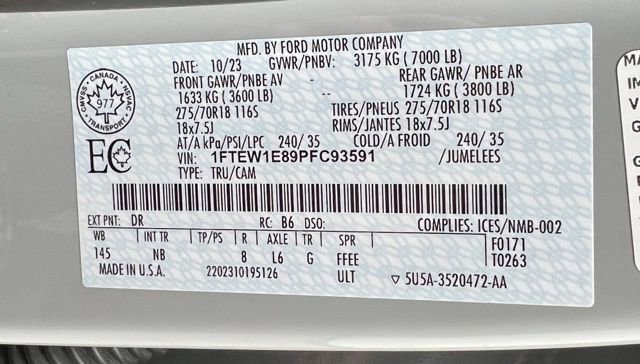 MFD. BY FORD MOTOR COMPANY
DATE: 10/23 GVWR/PNBV: 3175 KG ( 7000 LB)
FRONT GAWR/PNBE AV - REAR GAWR/ PNBE AR
1633 KG ( 3600 LB) -- 1724 KG ( 3800 LB)
275/70R18 116S TIRES/PNEUS 275/70R18 116S
18x7.5J RIMS/JANTES 18x7.5J
AT/A kPa/PSI/LPC 240/ 35 COLD/A FROID 240/ 35
VIN: 1FTEW1E89PFC93591 /JUMELEES
TYPE: TRU/CAM
CMVSS - CANADA - NSVAC
977
TRANSPORT
EC
EXT PNT: DR RC: B6 DSO: COMPLIES: ICES/NMB-002
WB INT TR TP/PS R AXLE TR SPR F0171
145 NB 8 L6 G FFEE T0263
MADE IN U.S.A. 2202310195126 ULT ▽ 5U5A-3520472-AA
MA
IM
V
G